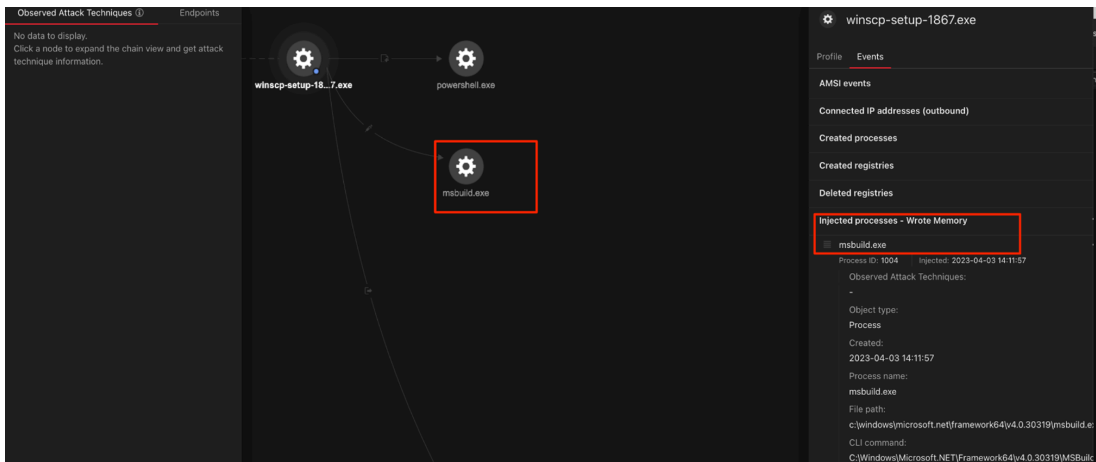 Observed Attack Techniques
Endpoints
No data to display.
Click a node to expand the chain view and get attack
technique information.
winscp-setup-18...7.exe
powershell.exe
msbuild.exe
winscp-setup-1867.exe
Profile
Events
AMSI events
Connected IP addresses (outbound)
Created processes
Created registries
Deleted registries
Injected processes - Wrote Memory
msbuild.exe
Process ID: 1004 | Injected: 2023-04-03 14:11:57
Observed Attack Techniques:
-
Object type:
Process
Created:
2023-04-03 14:11:57
Process name:
msbuild.exe
File path:
c:\windows\microsoft.net\framework64\v4.0.30319\msbuild.e
CLI command:
C:\Windows\Microsoft.NET\Framework64\v4.0.30319\MSBuil